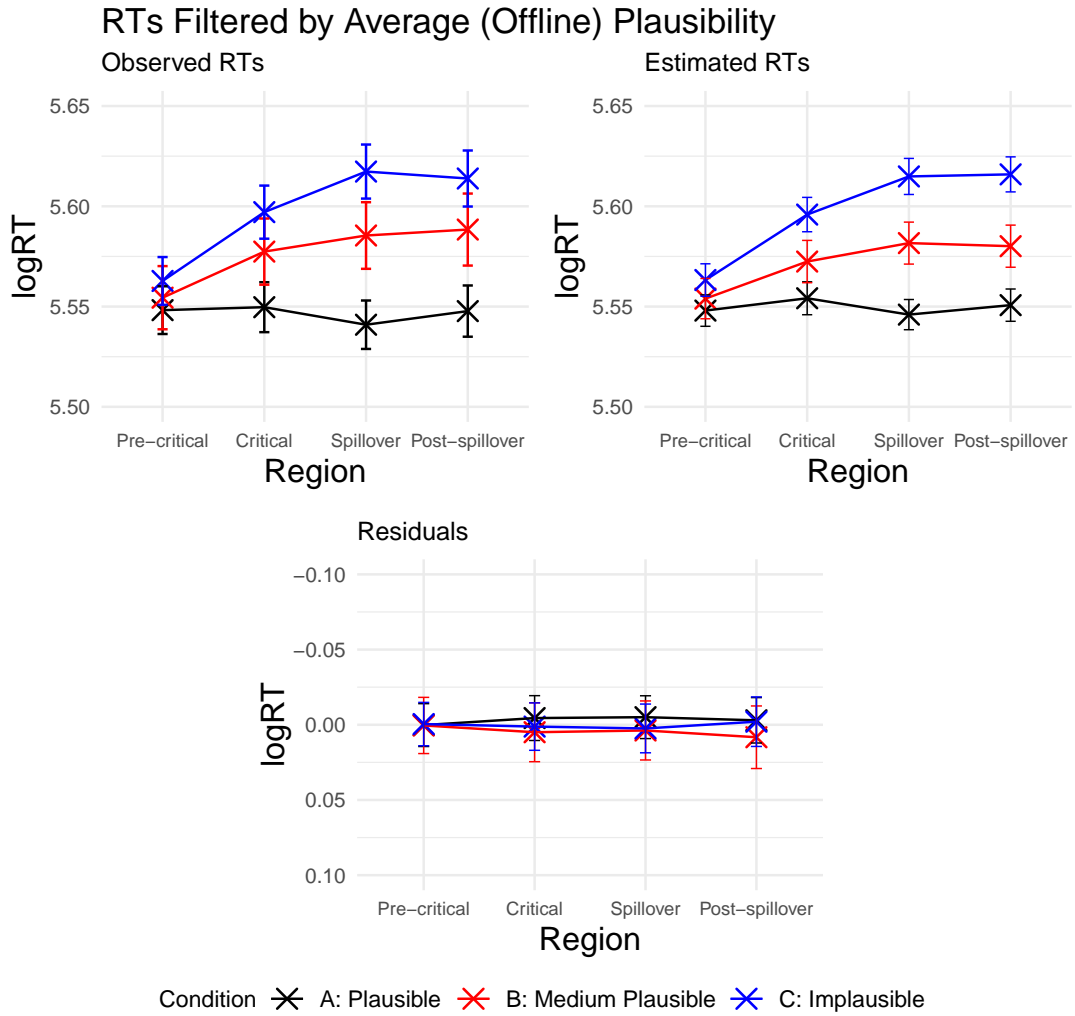 RTs Filtered by Average (Offline) Plausibility
Observed RTs
5.65
5.60
5.55
5.50
logRT
Pre−critical Critical Spillover Post−spillover
Region
Estimated RTs
5.65
5.60
5.55
5.50
logRT
Pre−critical Critical Spillover Post−spillover
Region
Residuals
−0.10
−0.05
0.00
0.05
0.10
logRT
Pre−critical Critical Spillover Post−spillover
Region
Condition A: Plausible B: Medium Plausible C: Implausible